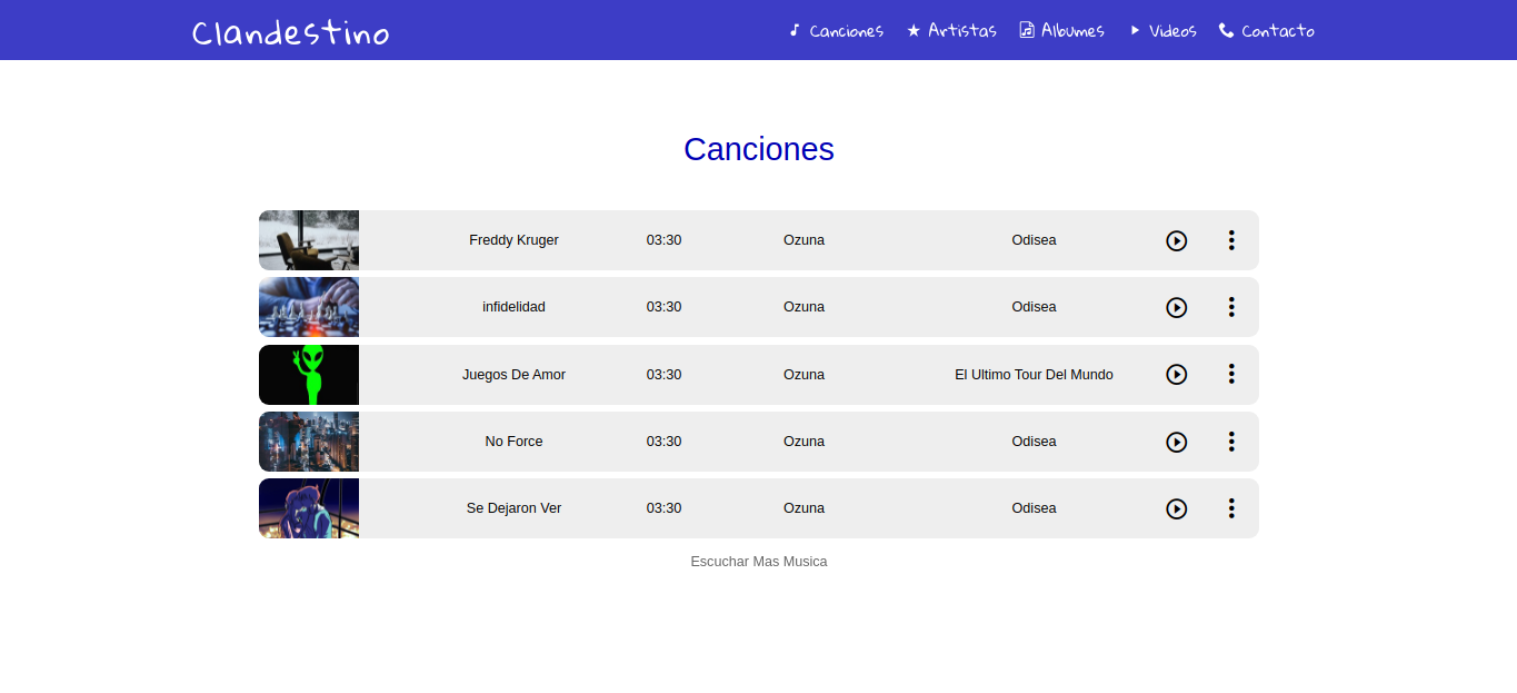 Clandestino
Canciones Artistas Albumes Videos Contacto
Canciones
Freddy Kruger 03:30 Ozuna Odisea
infidelidad 03:30 Ozuna Odisea
Juegos De Amor 03:30 Ozuna El Ultimo Tour Del Mundo
No Force 03:30 Ozuna Odisea
Se Dejaron Ver 03:30 Ozuna Odisea
Escuchar Mas Musica